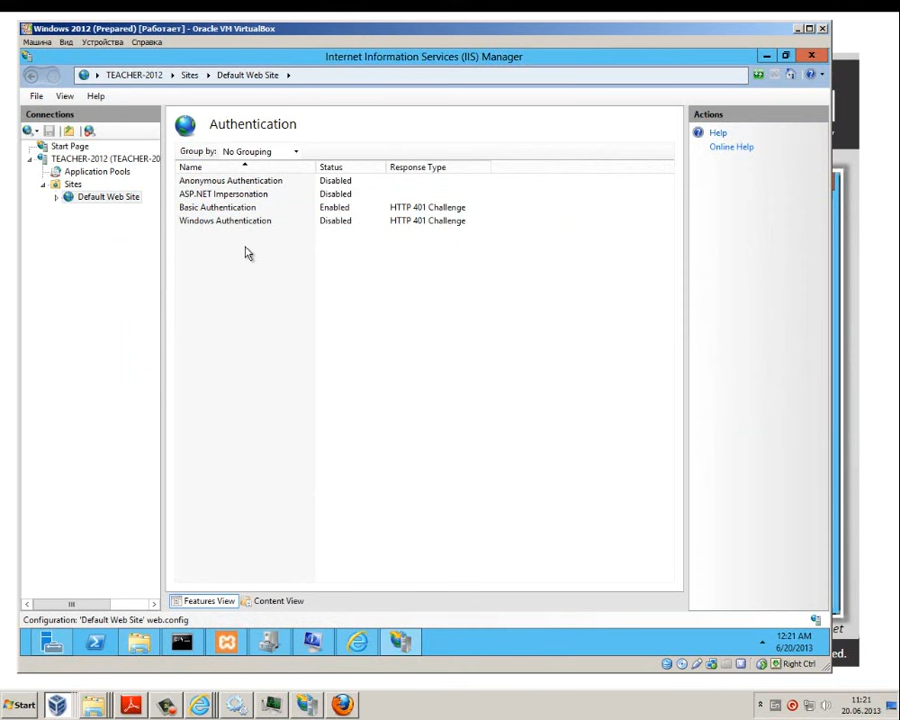 Windows 2012 (Prepared) [Работает] - Oracle VM VirtualBox
Машина Вид Устройства Справка
Internet Information Services (IIS) Manager
TEACHER-2012 Sites Default Web Site
File View Help
Connections
Start Page
TEACHER-2012 (TEACHER-20
Application Pools
Sites
Default Web Site
Authentication
Group by: No Grouping
Name Status Response Type
Anonymous Authentication Disabled
ASP.NET Impersonation Disabled
Basic Authentication Enabled HTTP 401 Challenge
Windows Authentication Disabled HTTP 401 Challenge
Actions
Help
Online Help
Features View Content View
Configuration: 'Default Web Site' web.config
12:21 AM
6/20/2013
et
ed.
Right Ctrl
Start
11:21
20.06.2013